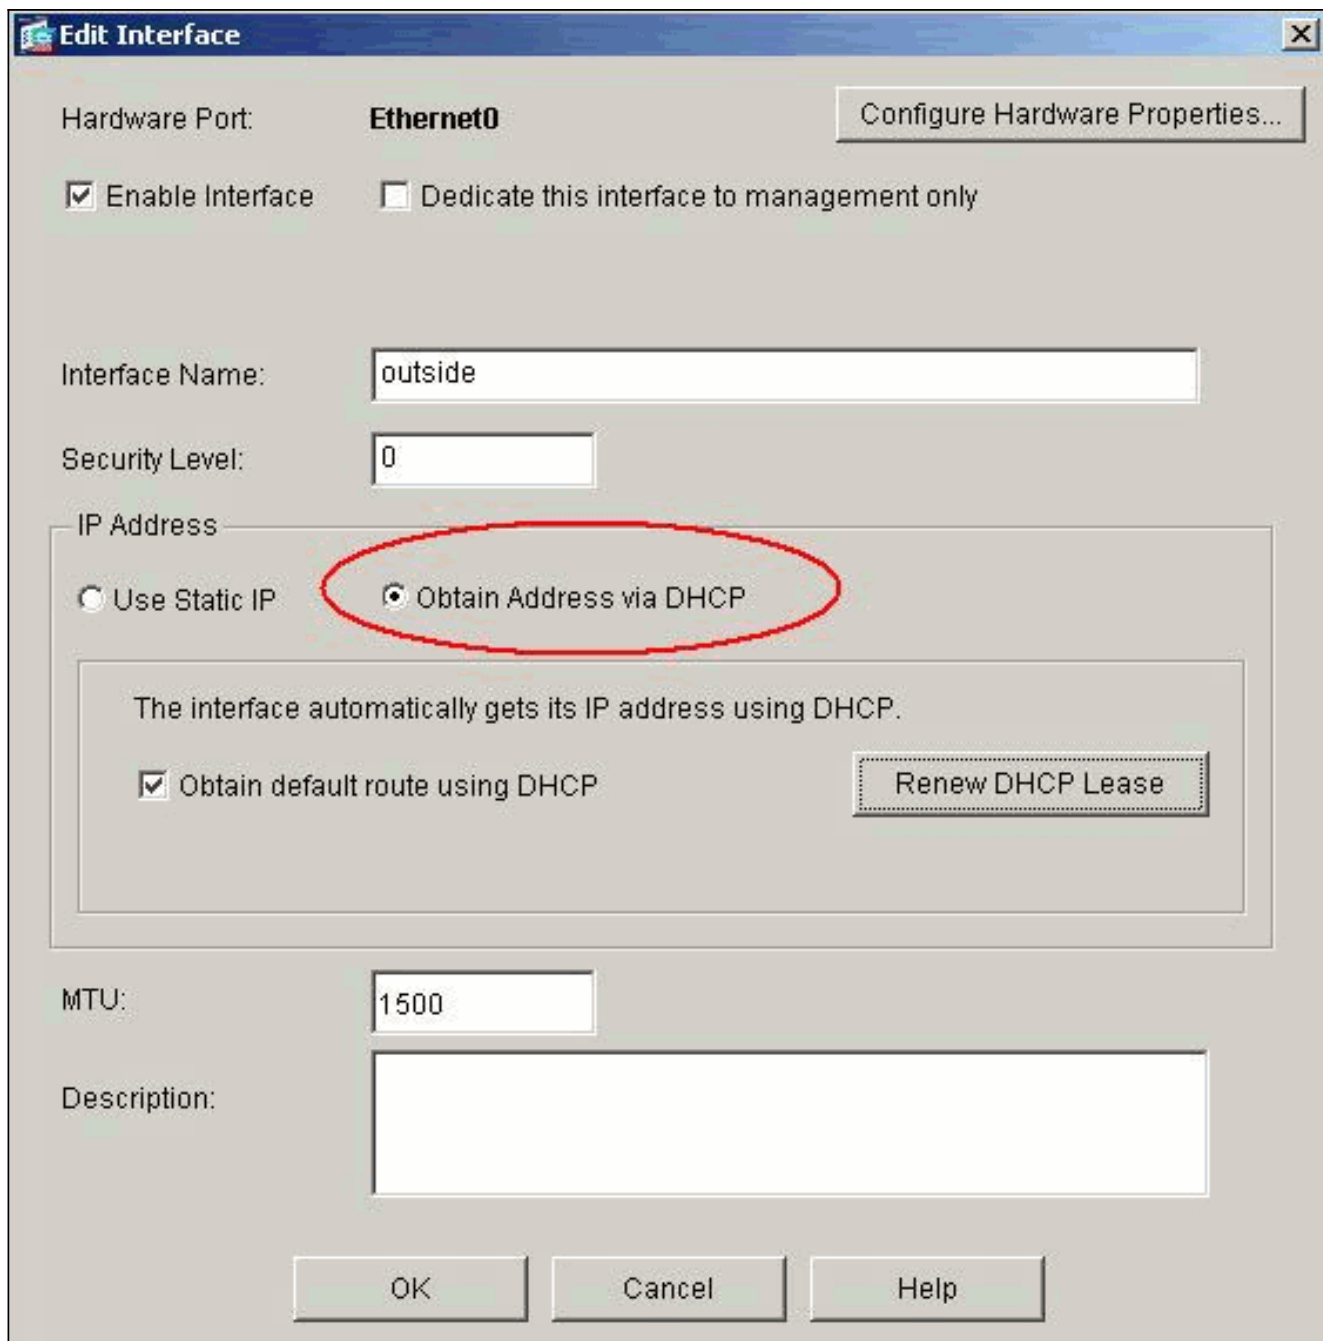 Edit Interface
Hardware Port: Ethernet0 Configure Hardware Properties...
Enable Interface Dedicate this interface to management only
Interface Name: outside
Security Level: 0
IP Address
Use Static IP Obtain Address via DHCP
The interface automatically gets its IP address using DHCP.
Obtain default route using DHCP Renew DHCP Lease
MTU: 1500
Description:
OK Cancel Help